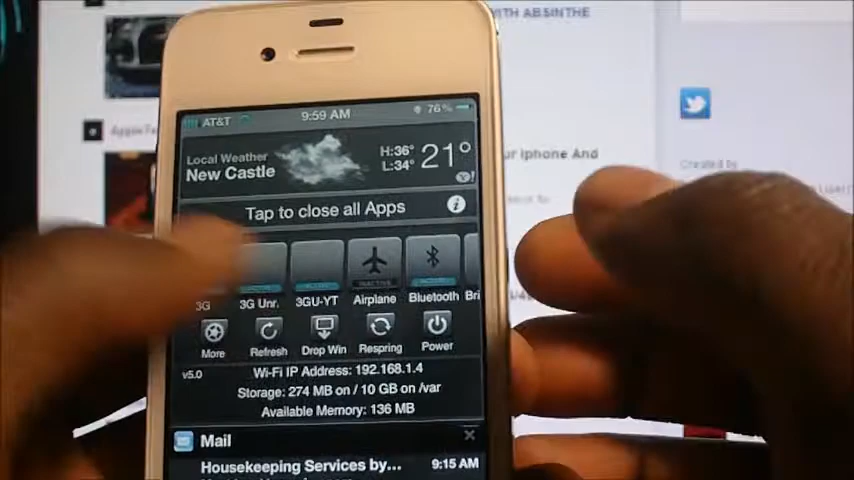 WITH ABSINTHE
AppleTe
ur iPhone And
Created by
AT&T 9:59 AM 76%
Local Weather
New Castle
H:36°
L:34°
21°
Tap to close all Apps
3G 3G Unr. 3GU-YT Airplane Bluetooth Bri
INACTIVE
More Refresh Drop Win Respring Power
v5.0
Wi-Fi IP Address: 192.168.1.4
Storage: 274 MB on / 10 GB on /var
Available Memory: 136 MB
Mail
Housekeeping Services by...
9:15 AM